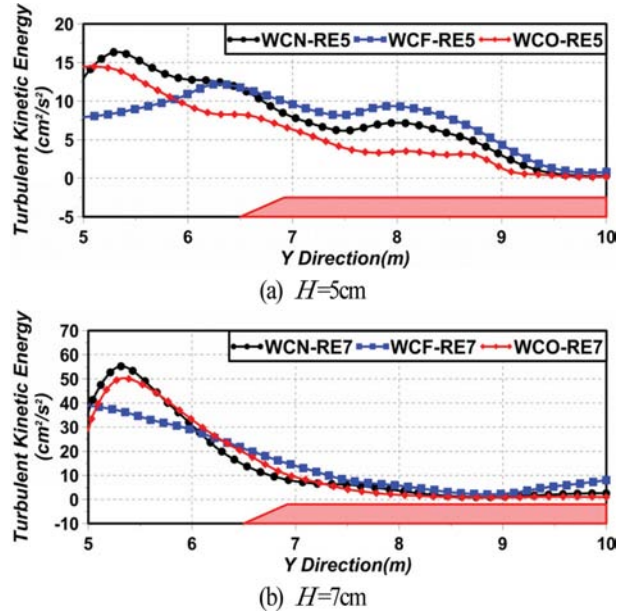 WCN-RE5 WCF-RE5 WCO-RE5
Turbulent Kinetic Energy
(cm²/s²)
20
15
10
5
0
-5
5 6 7 8 9 10
Y Direction(m)
(a) H=5cm
WCN-RE7 WCF-RE7 WCO-RE7
Turbulent Kinetic Energy
(cm²/s²)
70
60
50
40
30
20
10
0
-10
5 6 7 8 9 10
Y Direction(m)
(b) H=7cm